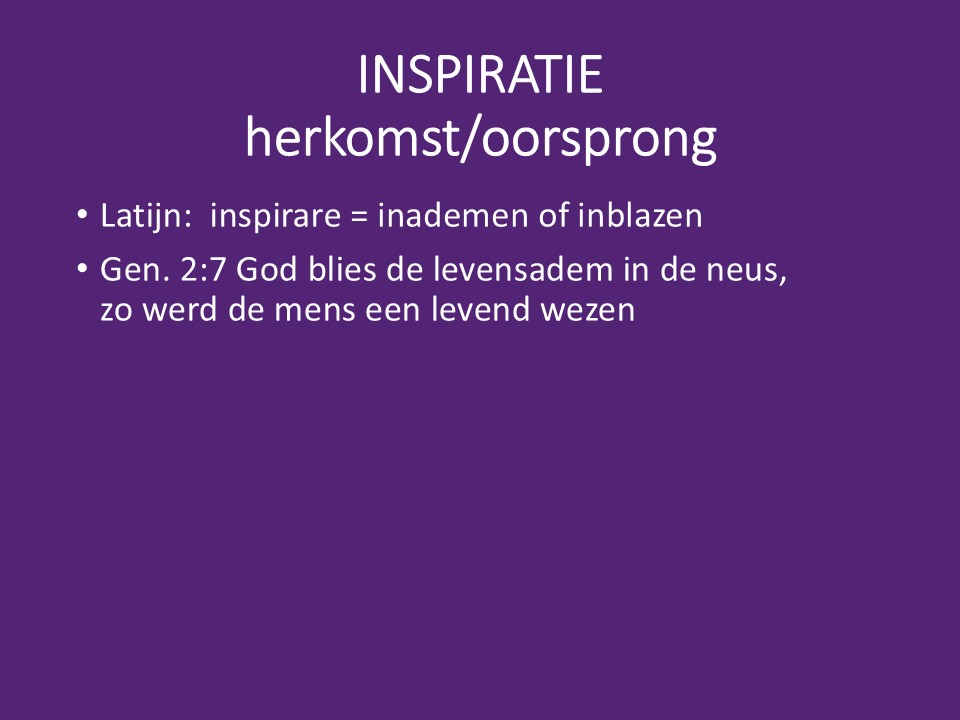 INSPIRATIE
herkomst/oorsprong
• Latijn:  inspirare = inademen of inblazen
• Gen. 2:7 God blies de levensadem in de neus,
zo werd de mens een levend wezen